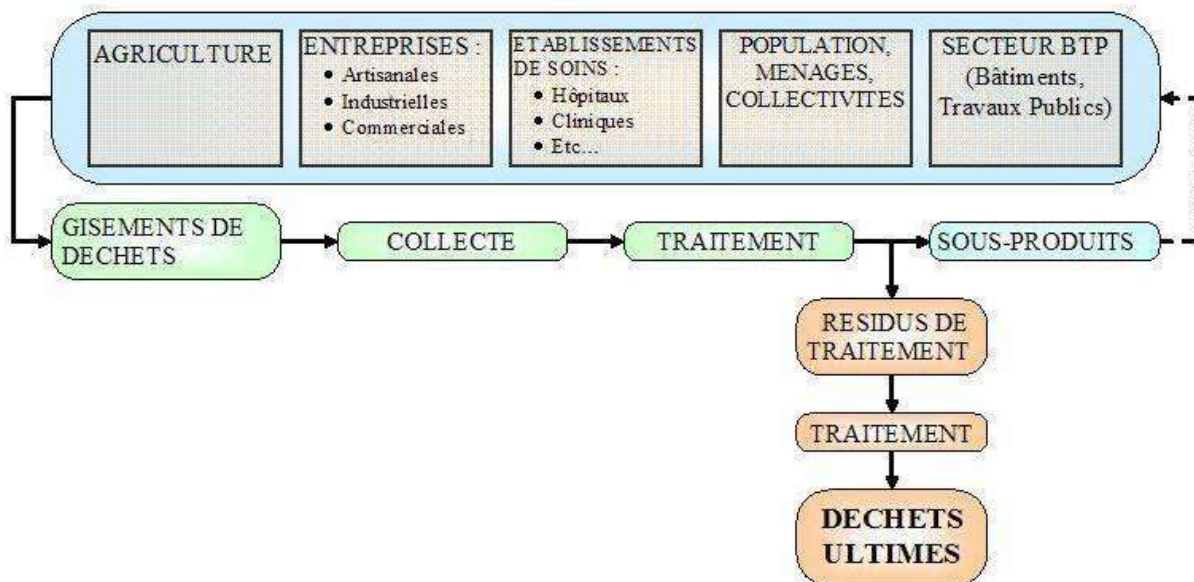 AGRICULTURE
ENTREPRISES :
• Artisanales
• Industrielles
• Commerciales
ETABLISSEMENTS
DE SOINS :
• Hôpitaux
• Cliniques
• Etc...
POPULATION,
MENAGES,
COLLECTIVITES
SECTEUR BTP
(Bâtiments,
Travaux Publics)
GISEMENTS DE
DECHETS
COLLECTE
TRAITEMENT
SOUS-PRODUITS
RESIDUS DE
TRAITEMENT
TRAITEMENT
DECHETS
ULTIMES